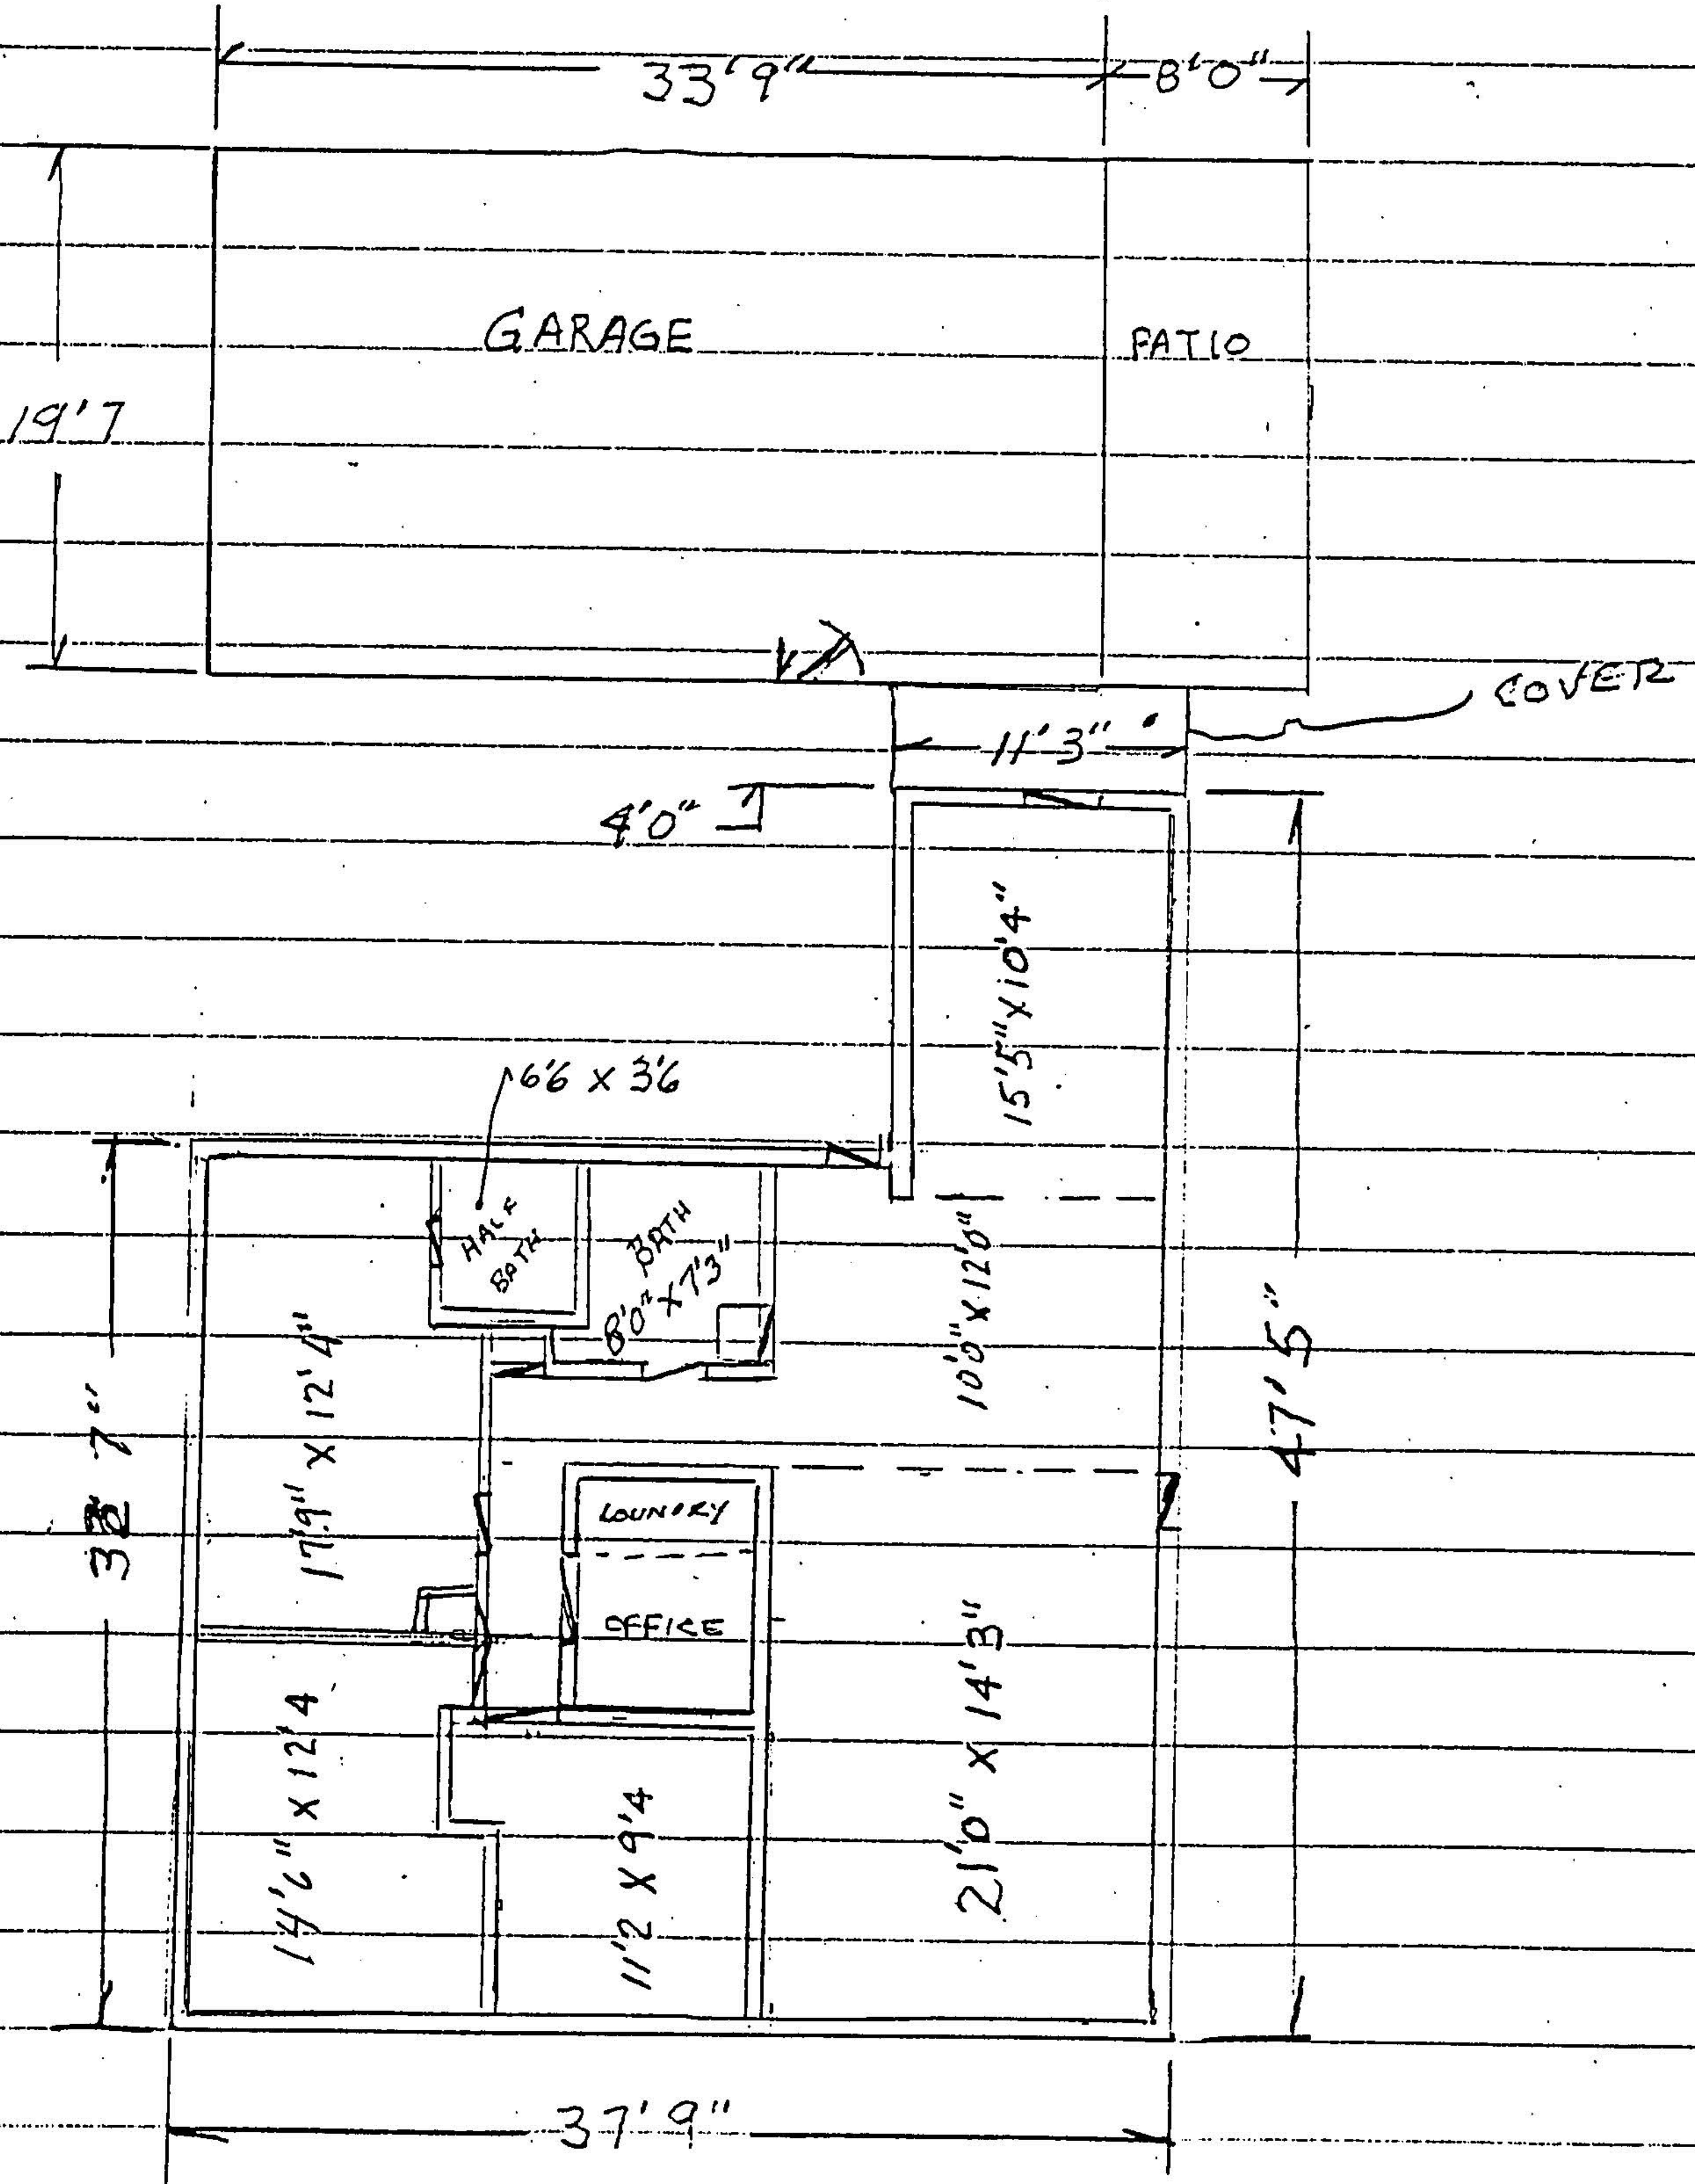 33'9"
8'0"
GARAGE
PATIO
19'7
COVER
11'3"
4'0"
15'5" X 10'4"
6'6 X 3'6
HALF
BATH
BATH
8'0" X 7'3"
10'0" X 12'0"
17'9" X 12'4"
47'5"
LOUNDRY
OFFICE
14'6" X 12'4
11'2 X 9'4
21'0" X 14'3"
37'9"